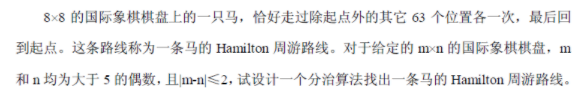 8×8 的国际象棋棋盘上的一只马，恰好走过除起点外的其它 63 个位置各一次，最后回
到起点。这条路线称为一条马的 Hamilton 周游路线。对于给定的 m×n 的国际象棋棋盘，m
和 n 均为大于 5 的偶数，且|m-n|≤2，试设计一个分治算法找出一条马的 Hamilton 周游路线。